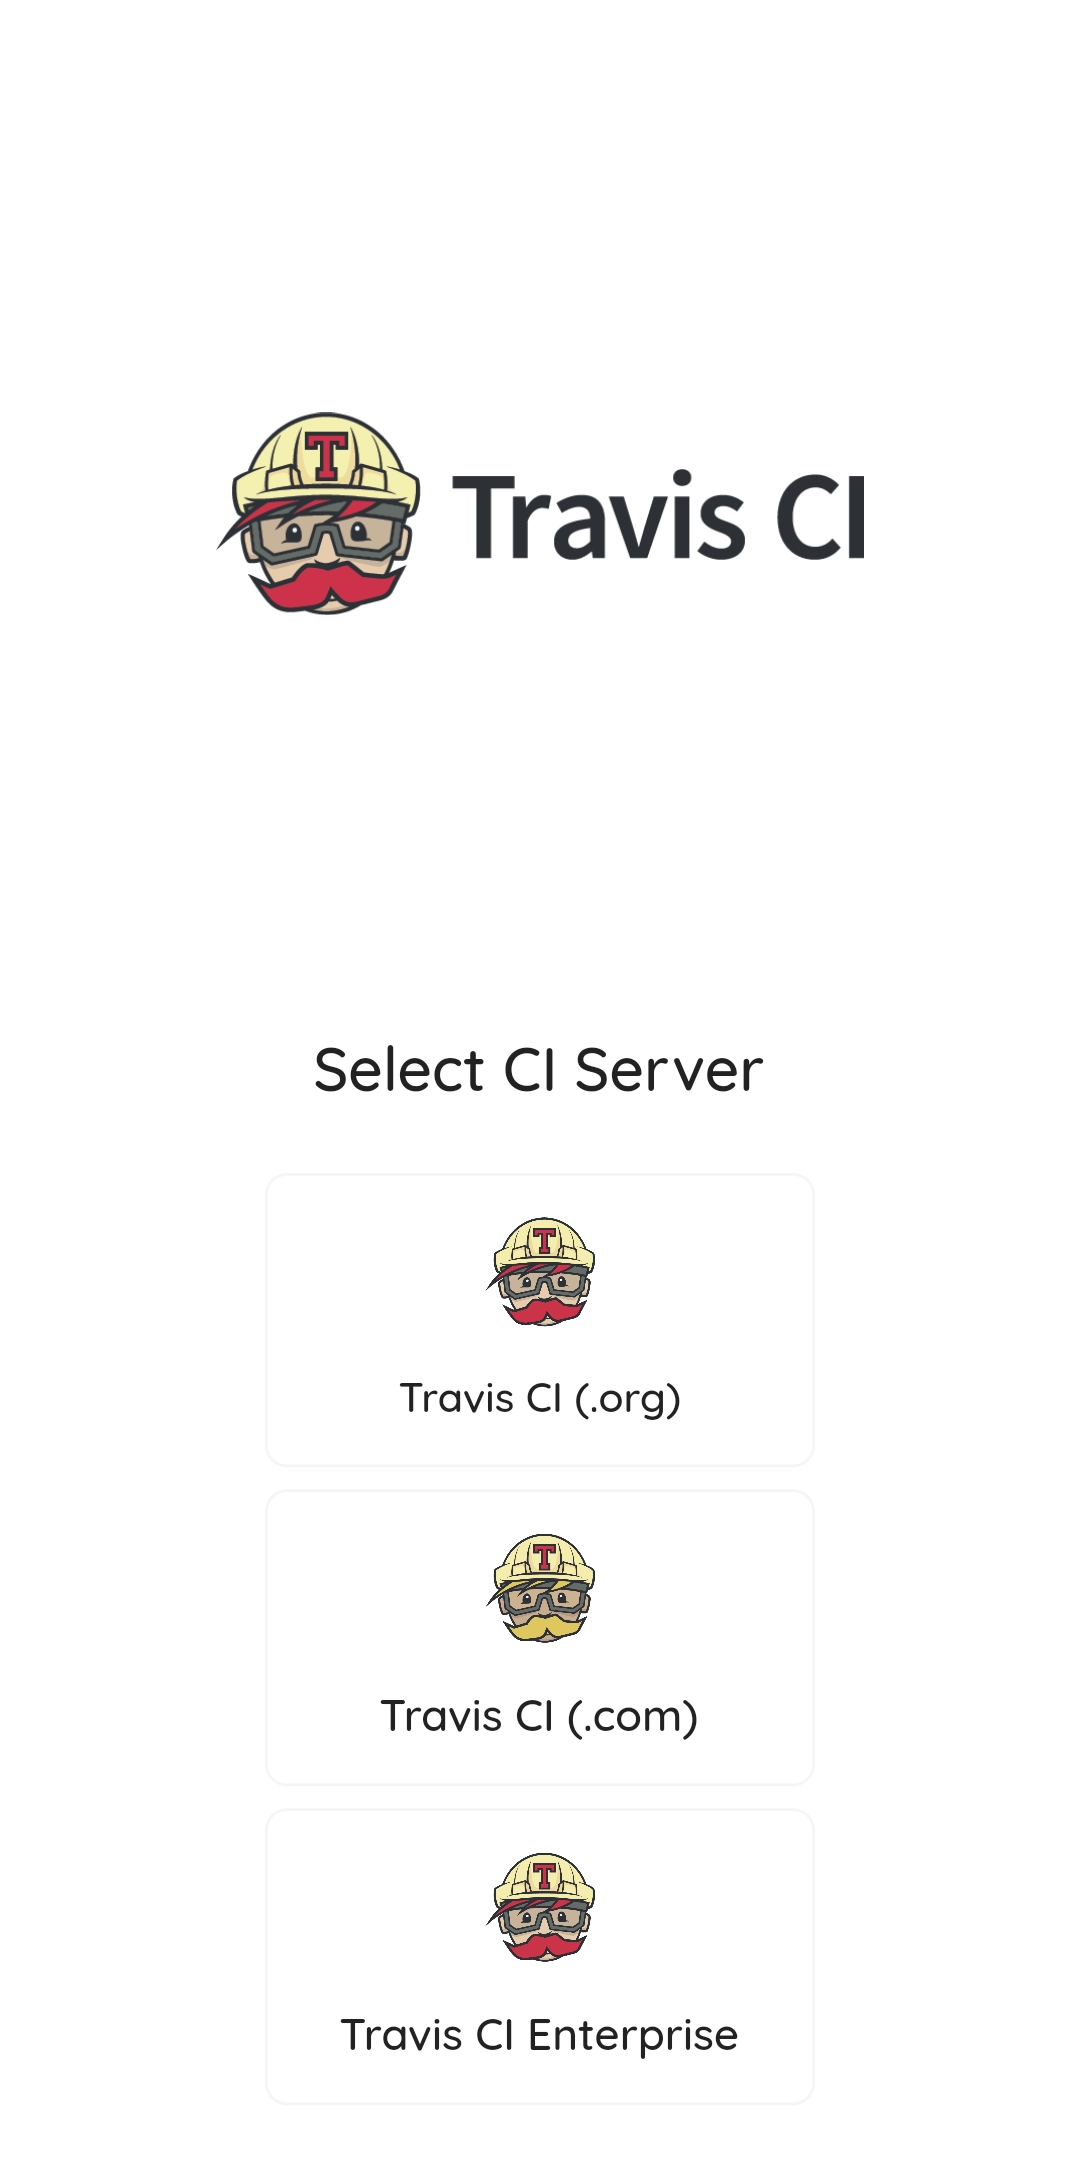 T
Travis CI
Select CI Server
T
Travis CI (.org)
T
Travis CI (.com)
T
Travis CI Enterprise